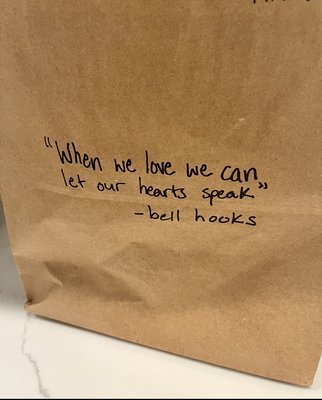 "When we love we can
let our hearts speak"
-bell hooks